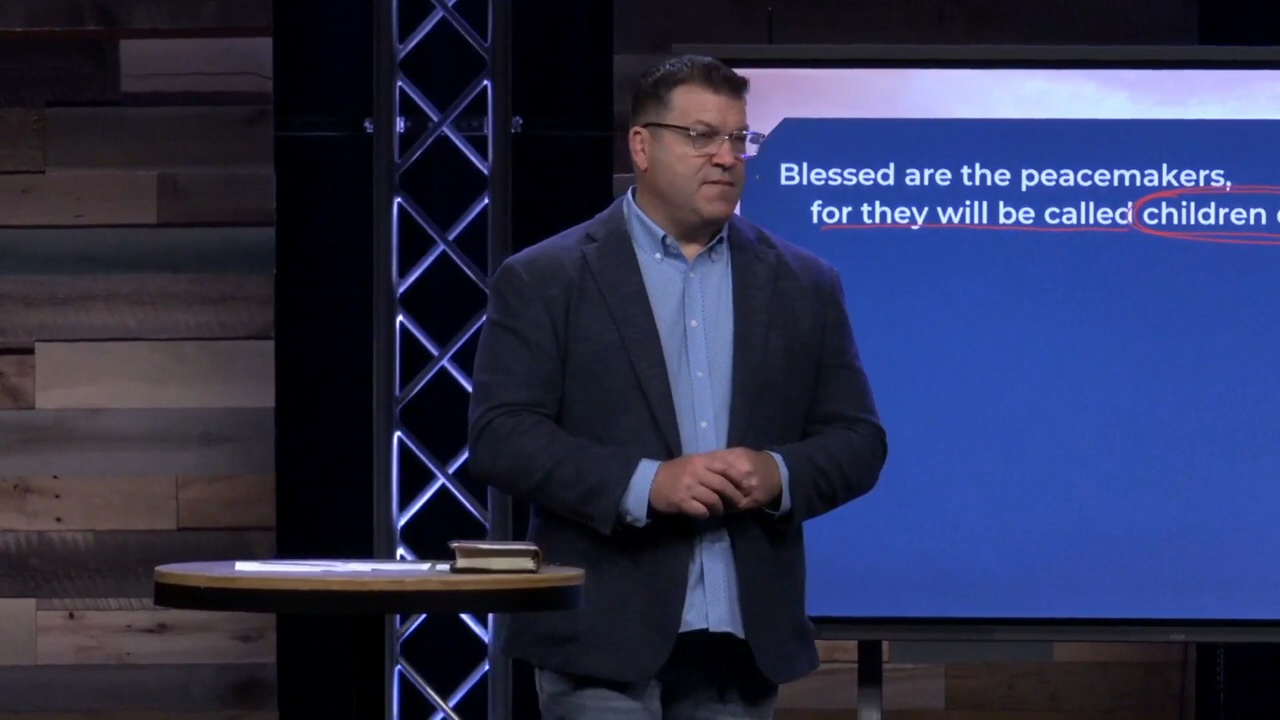 Blessed are the peacemakers,
for they will be called children